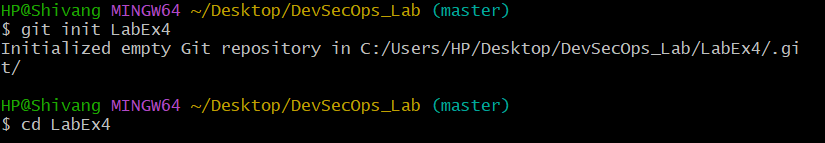 HP@Shivang MINGW64 ~/Desktop/DevSecOps_Lab (master)
$ git init LabEx4
Initialized empty Git repository in C:/Users/HP/Desktop/DevSecOps_Lab/LabEx4/.gi
t/
HP@Shivang MINGW64 ~/Desktop/DevSecOps_Lab (master)
$ cd LabEx4